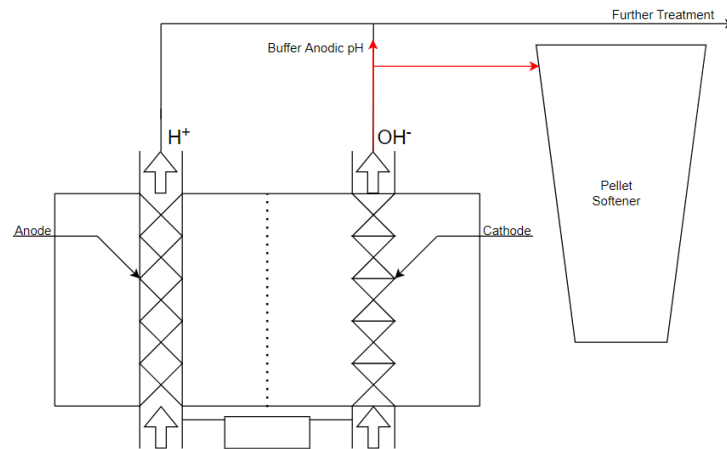 Further Treatment
Buffer Anodic pH
H+
OH-
Pellet
Softener
Anode
Cathode